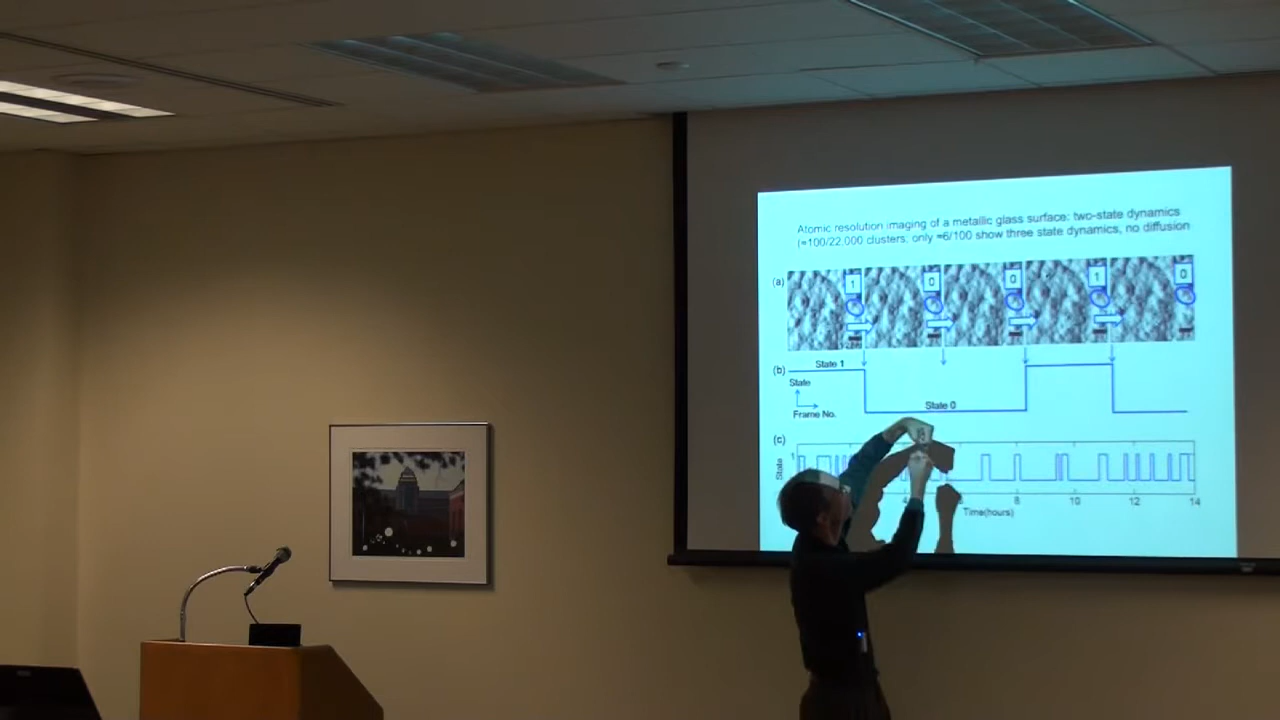 Atomic resolution imaging of a metallic glass surface: two-state dynamics
(≈100/22,000 clusters, only ≈6/100 show three state dynamics, no diffusion
(a) 1 0 0 1 0
(b) State 1
State
Frame No.
State 0
(c)
State
1
4 8 10 12 14
Time(hours)